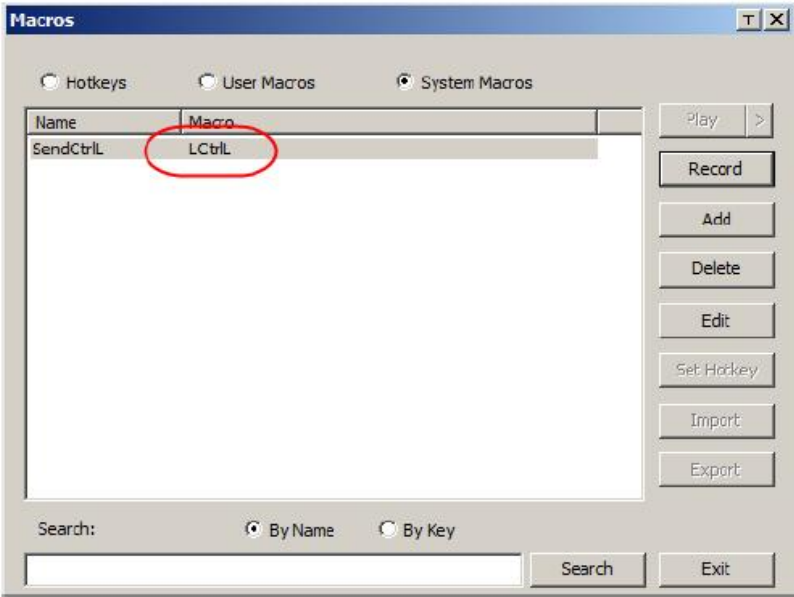 Macros
Hotkeys User Macros System Macros
Name Macro
SendCtrlL LCtrlL
Play >
Record
Add
Delete
Edit
Set Hotkey
Import
Export
Search: By Name By Key
Search Exit